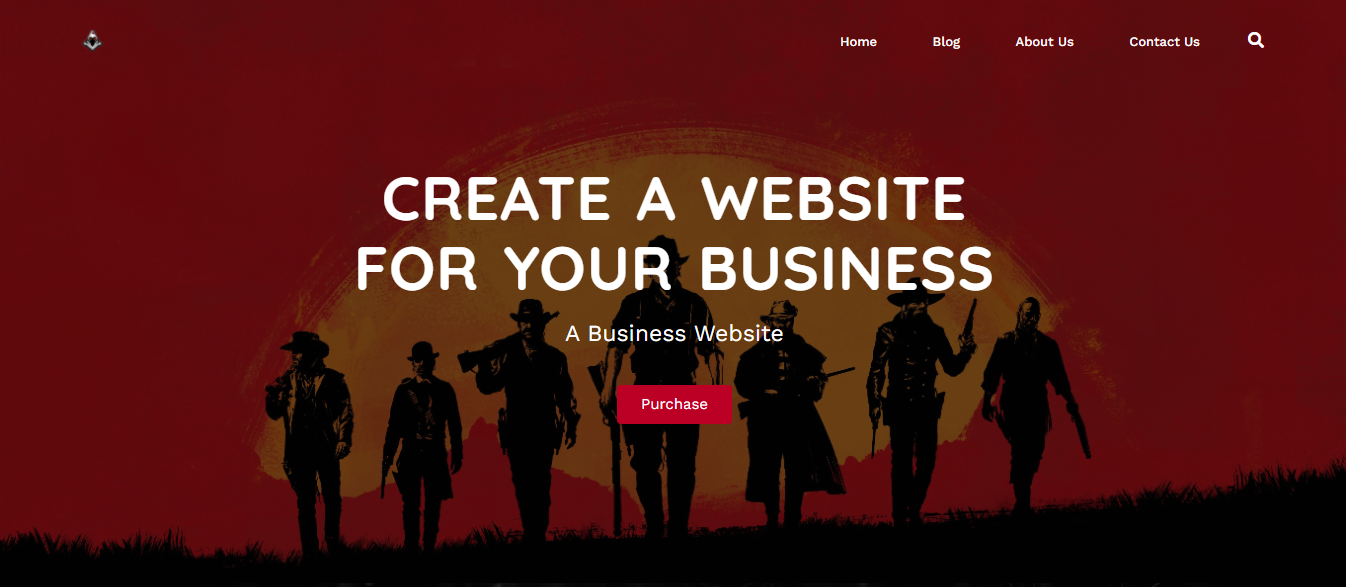 Home
Blog
About Us
Contact Us
CREATE A WEBSITE
FOR YOUR BUSINESS
A Business Website
Purchase